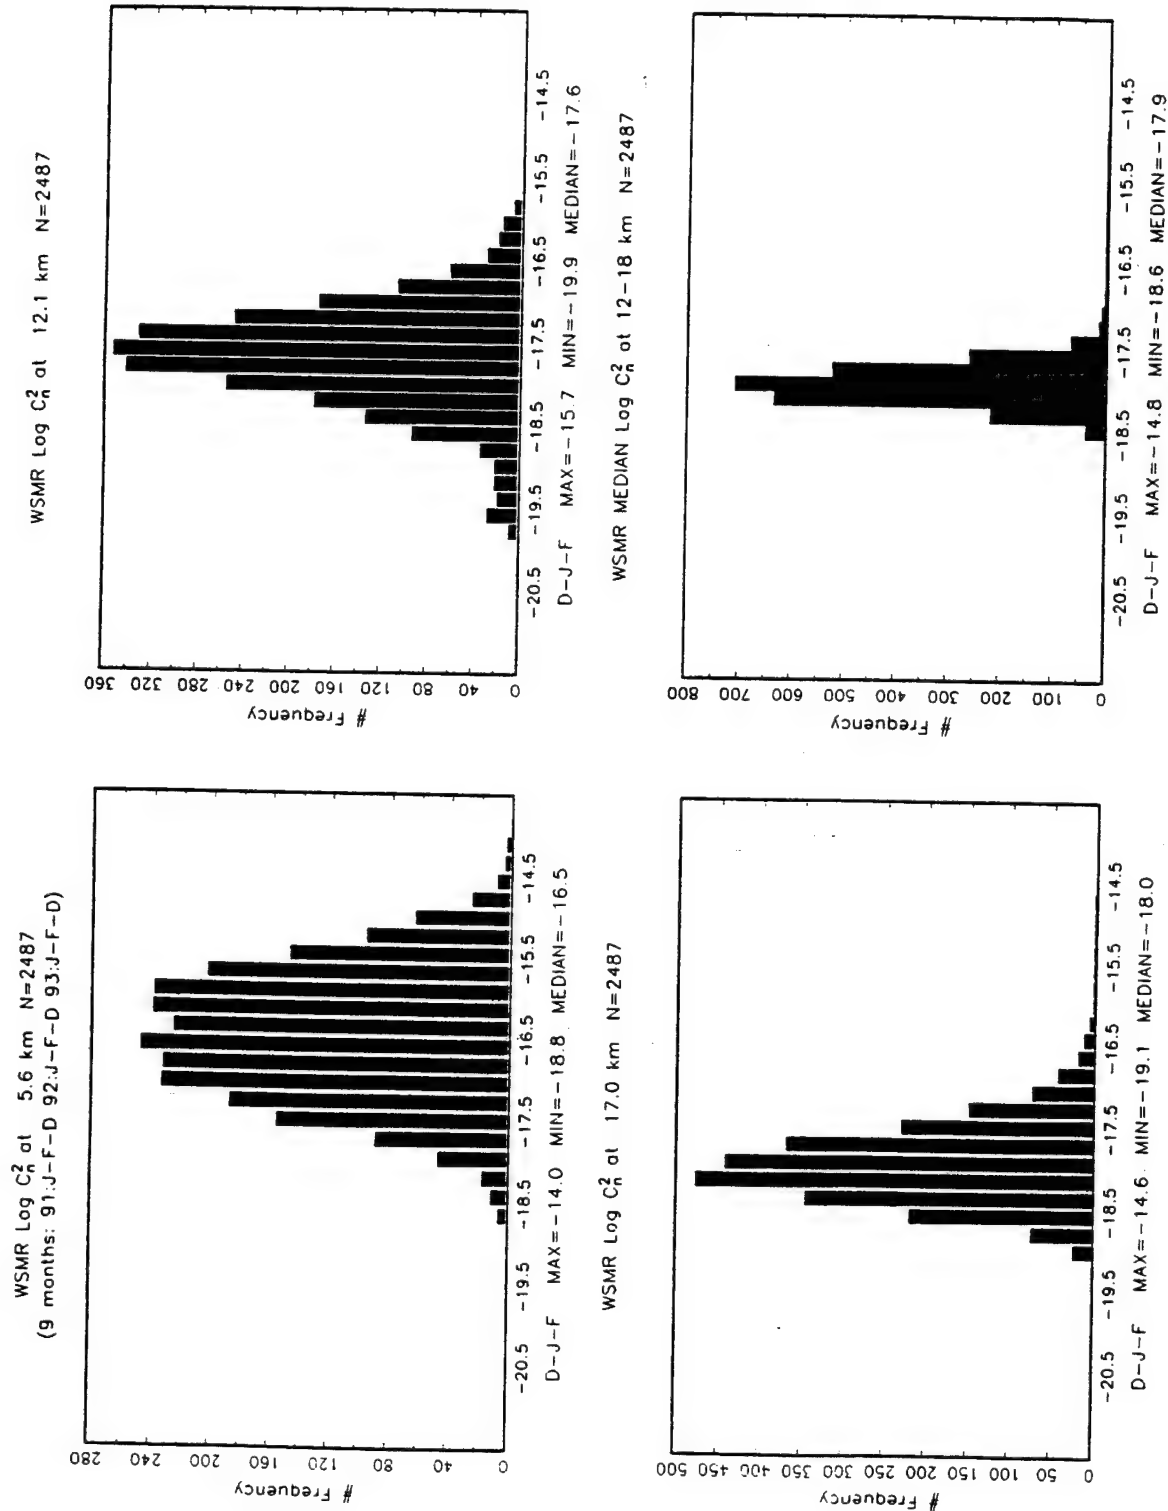 WSMR Log C²n at 5.6 km N=2487
(9 months: 91:J-F-D 92:J-F-D 93:J-F-D)
# Frequency
280
240
200
160
120
80
40
0
-20.5 -19.5 -18.5 -17.5 -16.5 -15.5 -14.5
D-J-F MAX=-14.0 MIN=-18.8 MEDIAN=-16.5
WSMR Log C²n at 12.1 km N=2487
# Frequency
360
320
280
240
200
160
120
80
40
0
-20.5 -19.5 -18.5 -17.5 -16.5 -15.5 -14.5
D-J-F MAX=-15.7 MIN=-19.9 MEDIAN=-17.6
WSMR Log C²n at 17.0 km N=2487
# Frequency
500
450
400
350
300
250
200
150
100
50
0
-20.5 -19.5 -18.5 -17.5 -16.5 -15.5 -14.5
D-J-F MAX=-14.6 MIN=-19.1 MEDIAN=-18.0
WSMR MEDIAN Log C²n at 12-18 km N=2487
# Frequency
800
700
600
500
400
300
200
100
0
-20.5 -19.5 -18.5 -17.5 -16.5 -15.5 -14.5
D-J-F MAX=-14.8 MIN=-18.6 MEDIAN=-17.9